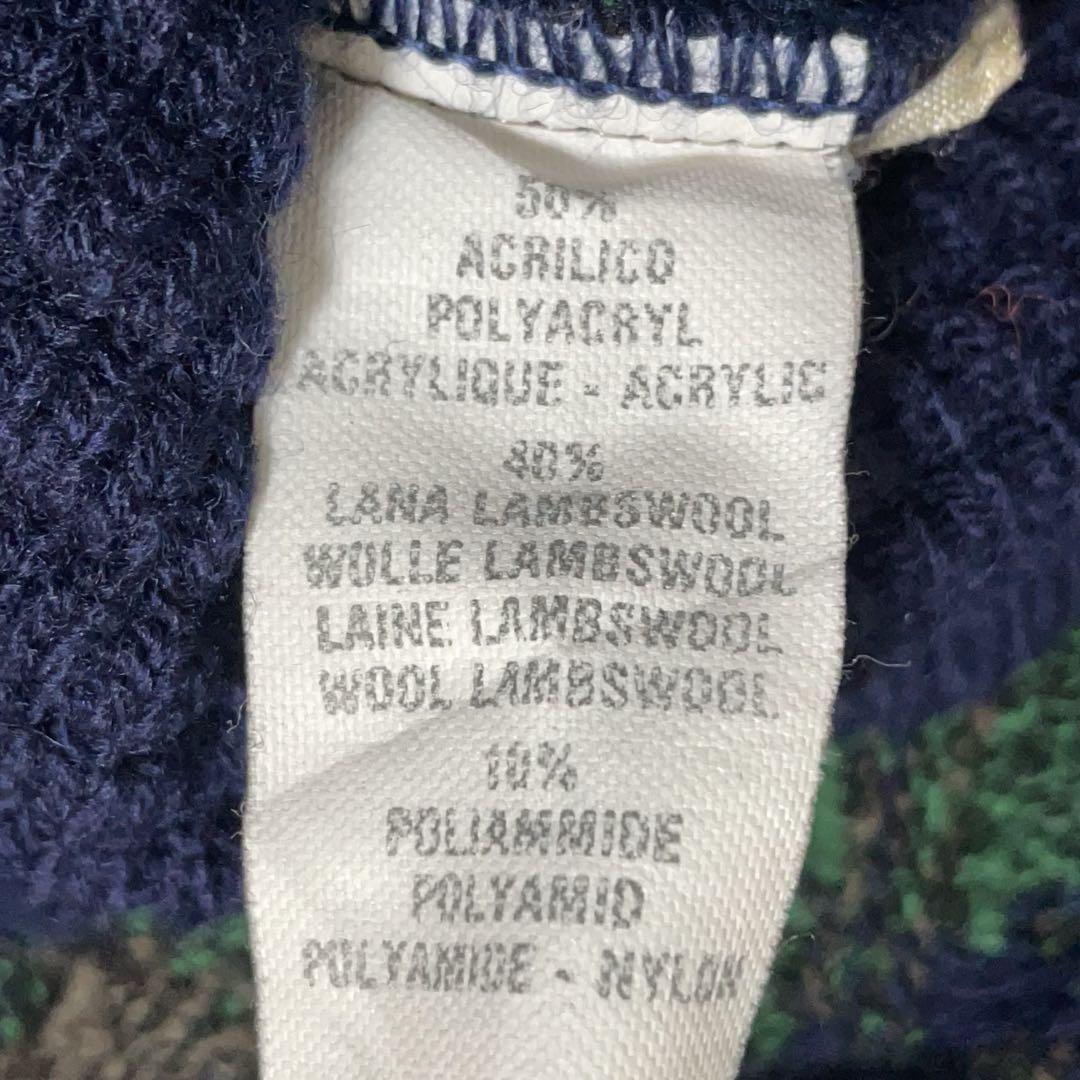 50%
ACRILICO
POLYACRYL
ACRYLIQUE - ACRYLIC
40%
LANA LAMBSWOOL
WOLLE LAMBSWOOL
LAINE LAMBSWOOL
WOOL LAMBSWOOL
10%
POLIAMMIDE
POLYAMID
POLYAMIDE - NYLON